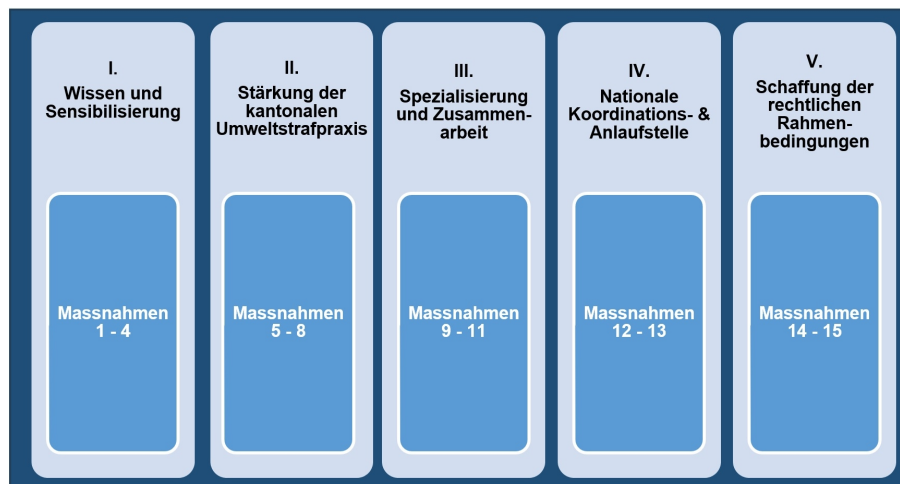 I.
Wissen und
Sensibilisierung
Massnahmen
1 - 4
II.
Stärkung der
kantonalen
Umweltstrafpraxis
Massnahmen
5 - 8
III.
Spezialisierung
und Zusammen-
arbeit
Massnahmen
9 - 11
IV.
Nationale
Koordinations- &
Anlaufstelle
Massnahmen
12 - 13
V.
Schaffung der
rechtlichen
Rahmen-
bedingungen
Massnahmen
14 - 15